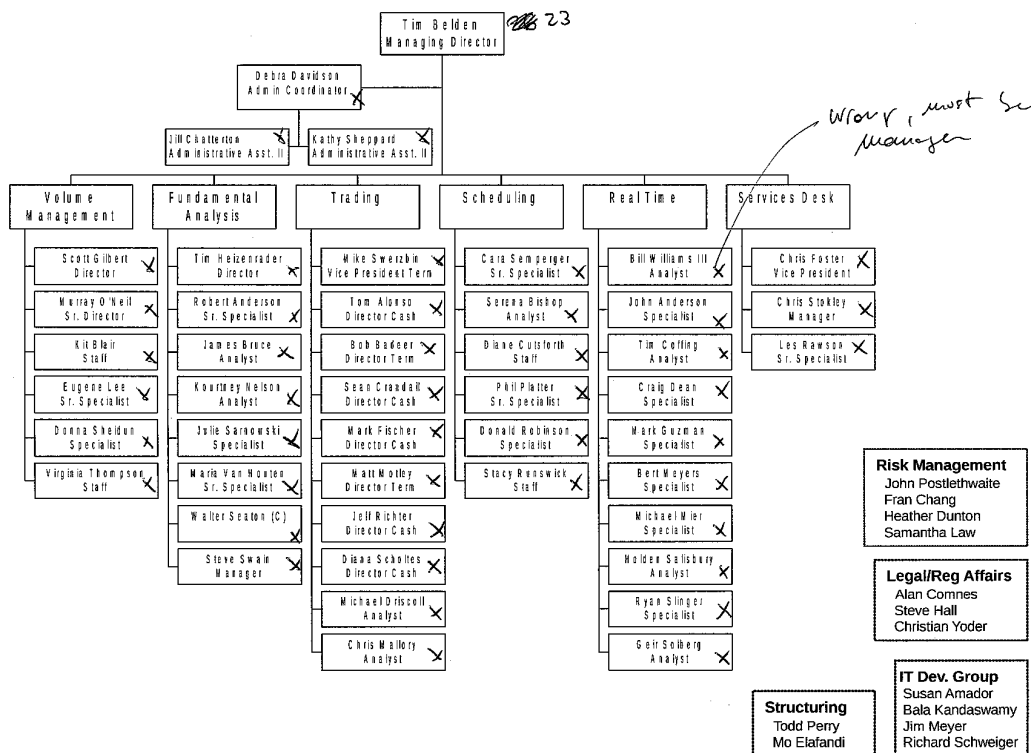 Tim Belden
Managing Director
23
Debra Davidson
Admin Coordinator
Jill Chatterton
Administrative Asst. II
Kathy Sheppard
Administrative Asst. II
wrong, must be
manager
Volume
Management
Scott Gilbert
Director
Murray O'Neil
Sr. Director
Kit Blair
Staff
Eugene Lee
Sr. Specialist
Donna Sheidun
Specialist
Virginia Thompson
Staff
Fundamental
Analysis
Tim Heizenrader
Director
Robert Anderson
Sr. Specialist
James Bruce
Analyst
Kourtney Nelson
Analyst
Julie Sarnowski
Specialist
Maria Van Houten
Sr. Specialist
Walter Seaton (C)
Steve Swain
Manager
Trading
Mike Swerzbin
Vice President Term
Tom Alonso
Director Cash
Bob Badeer
Director Term
Sean Crandall
Director Cash
Mark Fischer
Director Cash
Matt Motley
Director Term
Jeff Richter
Director Cash
Diana Scholtes
Director Cash
Michael Driscoll
Analyst
Chris Mallory
Analyst
Scheduling
Cara Semperger
Sr. Specialist
Serena Bishop
Analyst
Diane Cutsforth
Staff
Phil Platter
Sr. Specialist
Donald Robinson
Specialist
Stacy Runswick
Staff
Real Time
Bill Williams III
Analyst
John Anderson
Specialist
Tim Coffing
Analyst
Craig Dean
Specialist
Mark Guzman
Specialist
Bert Meyers
Specialist
Michael Mier
Specialist
Holden Salisbury
Analyst
Ryan Slinger
Specialist
Geir Solberg
Analyst
Services Desk
Chris Foster
Vice President
Chris Stokley
Manager
Les Rawson
Sr. Specialist
Risk Management
John Postlethwaite
Fran Chang
Heather Dunton
Samantha Law
Legal/Reg Affairs
Alan Comnes
Steve Hall
Christian Yoder
IT Dev. Group
Susan Amador
Bala Kandaswamy
Jim Meyer
Richard Schweiger
Structuring
Todd Perry
Mo Elafandi